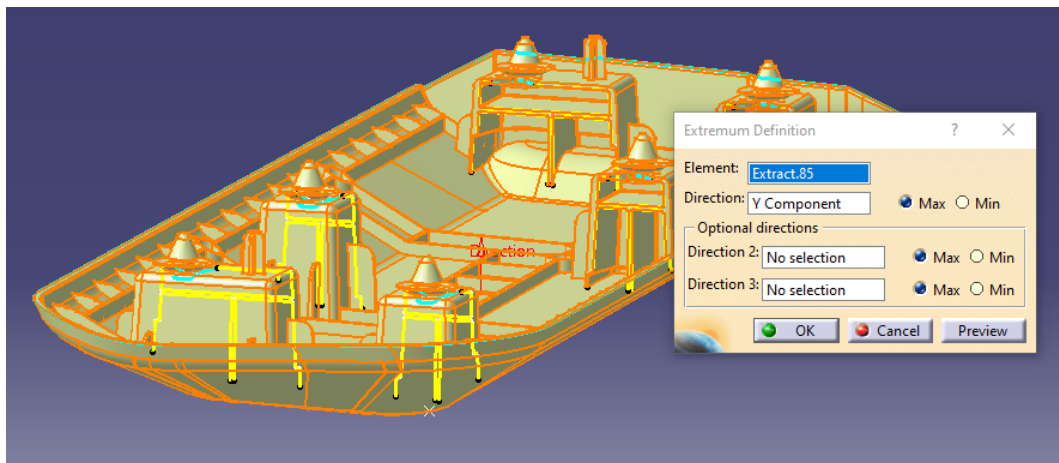 Extremum Definition ? ×
Element: Extract.85
Direction: Y Component Max Min
Optional directions
Direction 2: No selection Max Min
Direction 3: No selection Max Min
OK Cancel Preview
Direction